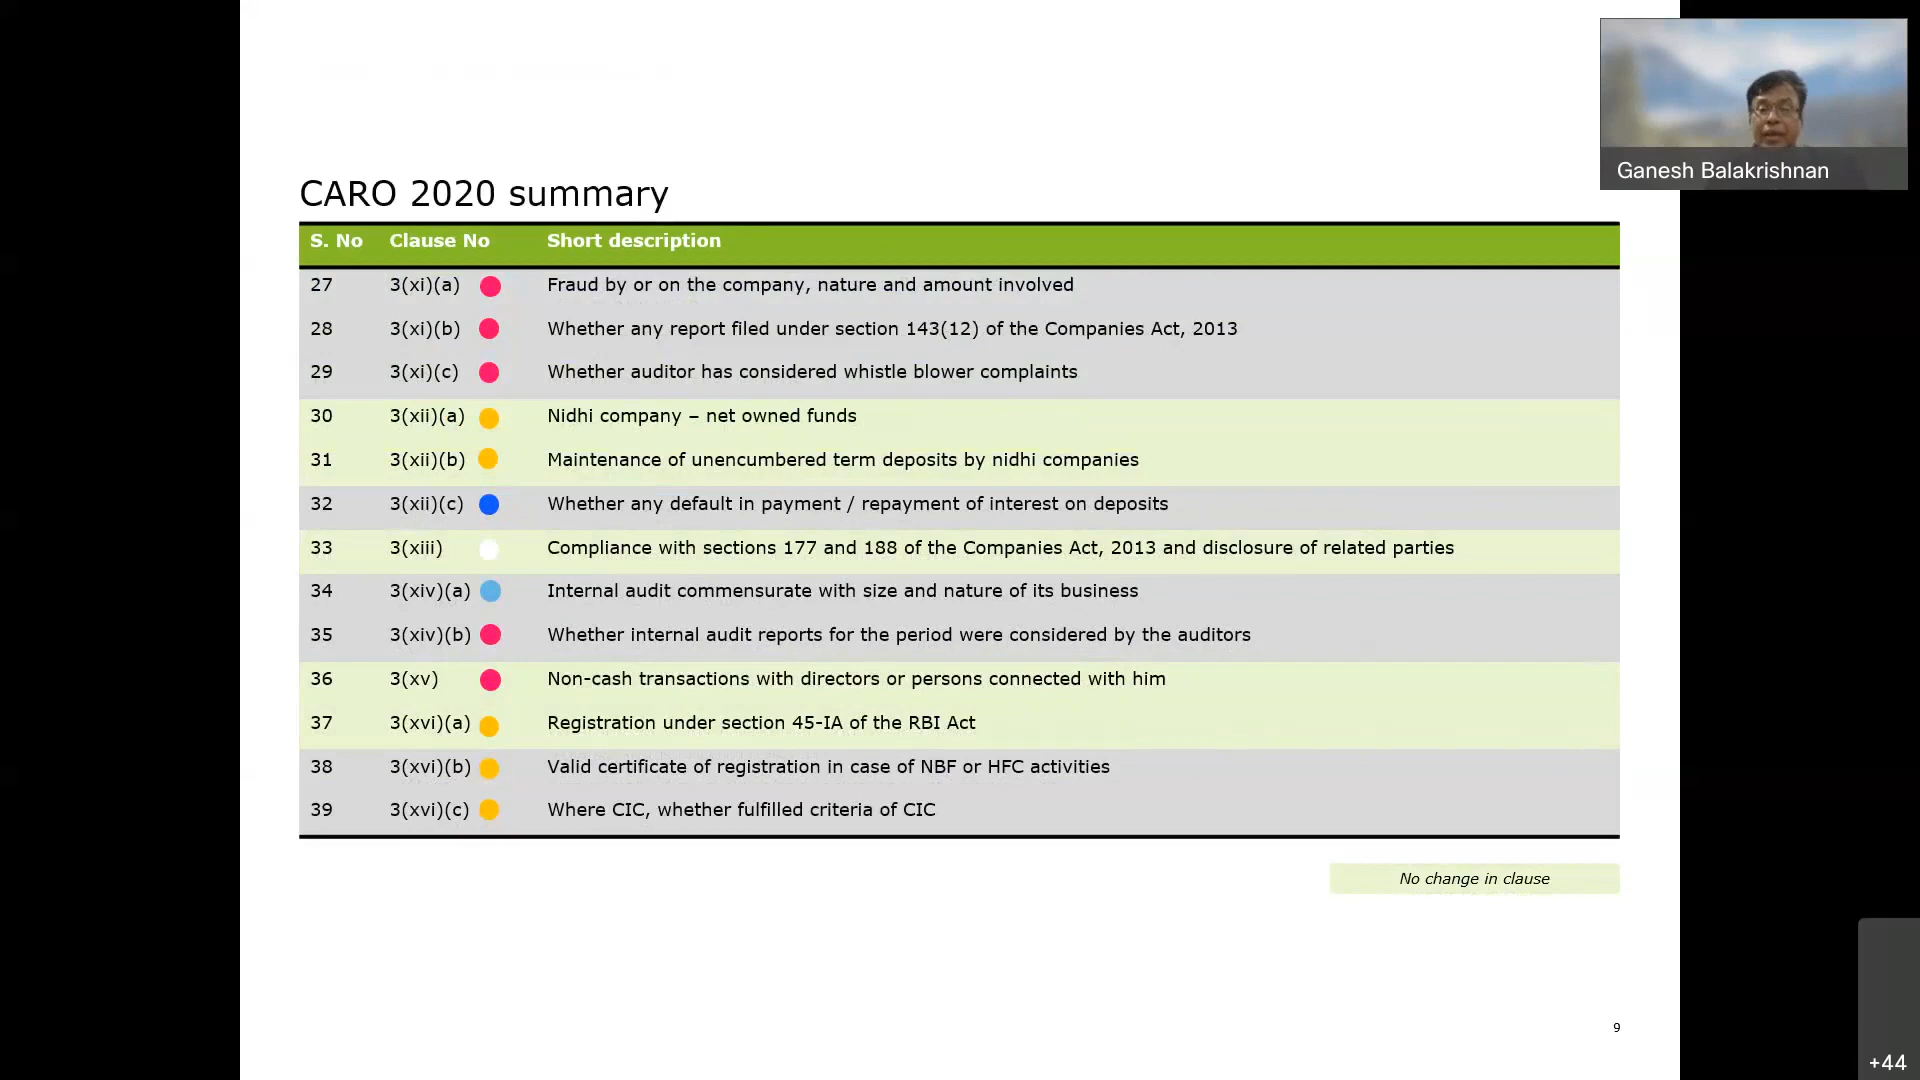 Ganesh Balakrishnan
CARO 2020 summary
S. No Clause No Short description
27 3(xi)(a) Fraud by or on the company, nature and amount involved
28 3(xi)(b) Whether any report filed under section 143(12) of the Companies Act, 2013
29 3(xi)(c) Whether auditor has considered whistle blower complaints
30 3(xii)(a) Nidhi company – net owned funds
31 3(xii)(b) Maintenance of unencumbered term deposits by nidhi companies
32 3(xii)(c) Whether any default in payment / repayment of interest on deposits
33 3(xiii) Compliance with sections 177 and 188 of the Companies Act, 2013 and disclosure of related parties
34 3(xiv)(a) Internal audit commensurate with size and nature of its business
35 3(xiv)(b) Whether internal audit reports for the period were considered by the auditors
36 3(xv) Non-cash transactions with directors or persons connected with him
37 3(xvi)(a) Registration under section 45-IA of the RBI Act
38 3(xvi)(b) Valid certificate of registration in case of NBF or HFC activities
39 3(xvi)(c) Where CIC, whether fulfilled criteria of CIC
No change in clause
9
+44